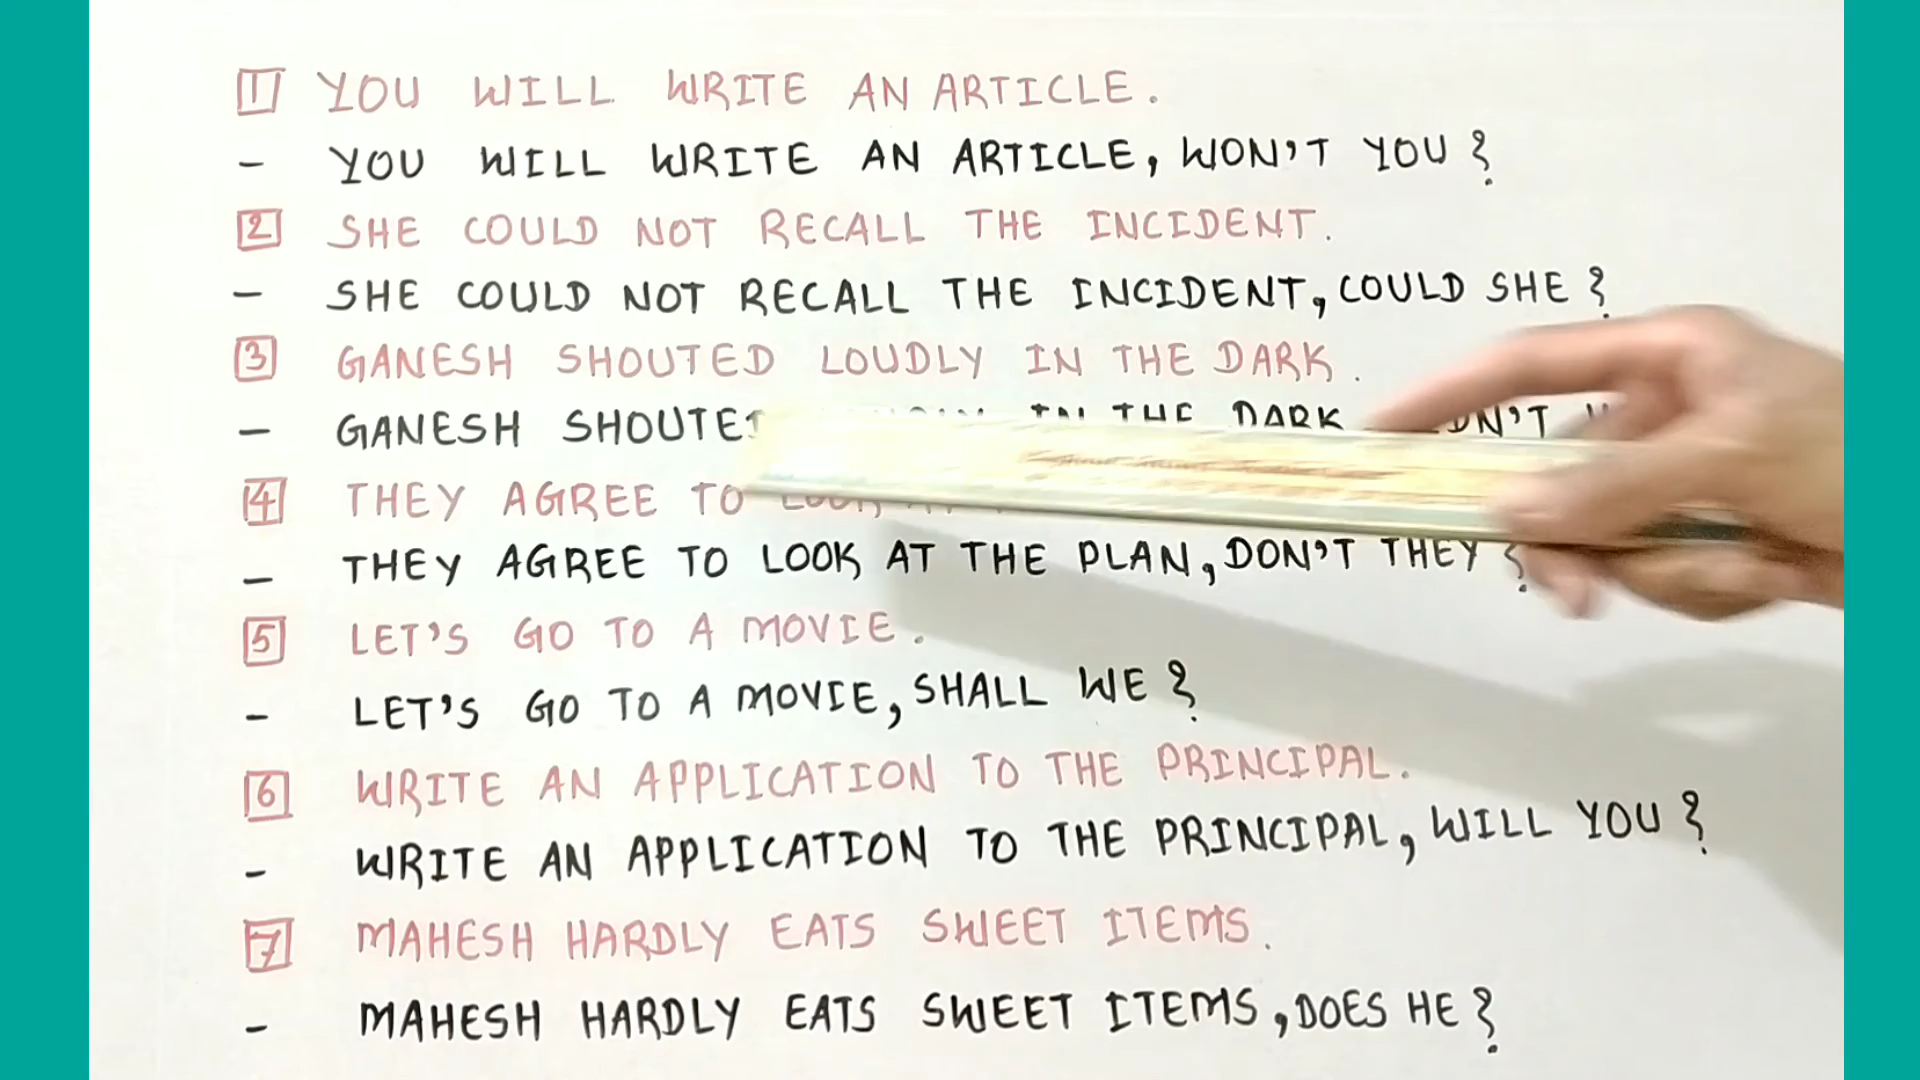 1 YOU WILL WRITE AN ARTICLE.
- YOU WILL WRITE AN ARTICLE, WON'T YOU?
2 SHE COULD NOT RECALL THE INCIDENT.
- SHE COULD NOT RECALL THE INCIDENT, COULD SHE?
3 GANESH SHOUTED LOUDLY IN THE DARK.
- GANESH SHOUTED IN THE DARK
4 THEY AGREE TO LOOK
- THEY AGREE TO LOOK AT THE PLAN, DON'T THEY?
5 LET'S GO TO A MOVIE.
- LET'S GO TO A MOVIE, SHALL WE?
6 WRITE AN APPLICATION TO THE PRINCIPAL.
- WRITE AN APPLICATION TO THE PRINCIPAL, WILL YOU?
7 MAHESH HARDLY EATS SWEET ITEMS.
- MAHESH HARDLY EATS SWEET ITEMS, DOES HE?